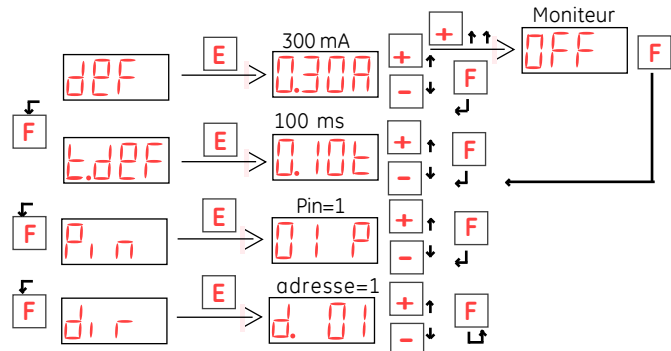 Moniteur
+
OFF
F
300 mA
dEF
E
0.30A
+
-
F
F
100 ms
t.dEF
E
0.10t
+
-
F
F
Pin=1
Pin
E
01 P
+
-
F
F
adresse=1
dir
E
d. 01
+
-
F